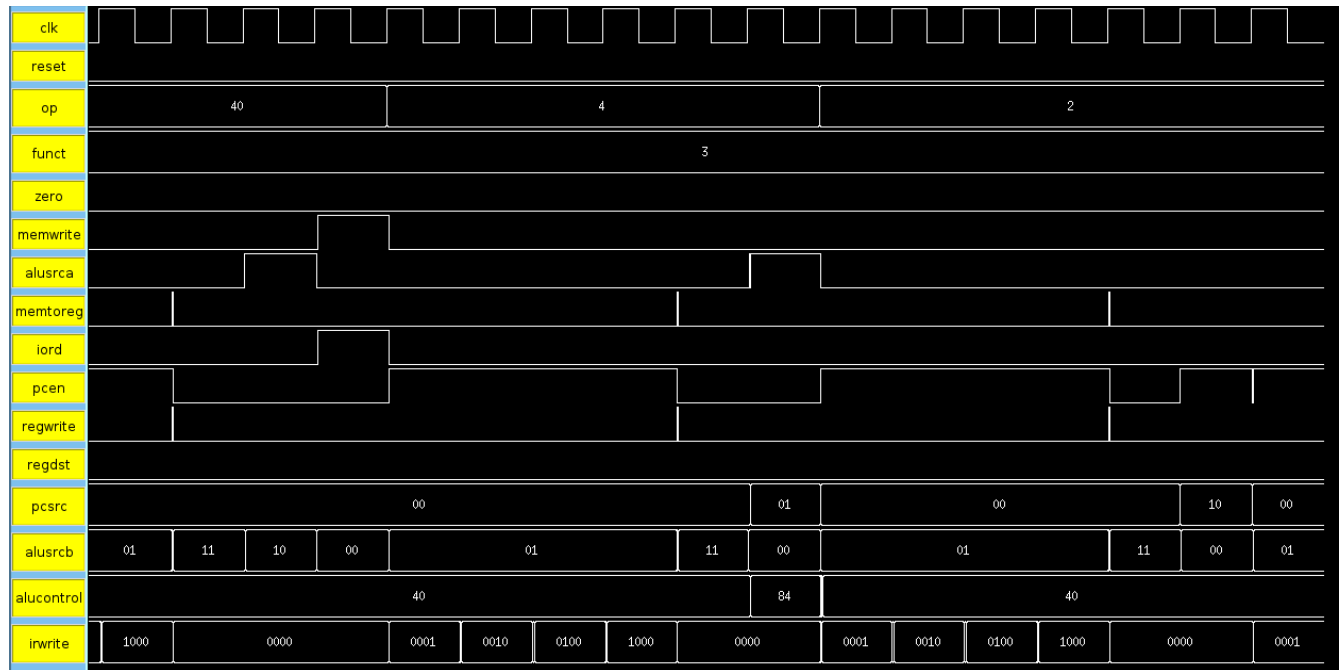 clk
reset
op 40 4 2
funct 3
zero
memwrite
alusrca
memtoreg
iord
pcen
regwrite
regdst
pcsrc 00 01 00 10 00
alusrcb 01 11 10 00 01 11 00 01 11 00 01
alucontrol 40 84 40
irwrite 1000 0000 0001 0010 0100 1000 0000 0001 0010 0100 1000 0000 0001